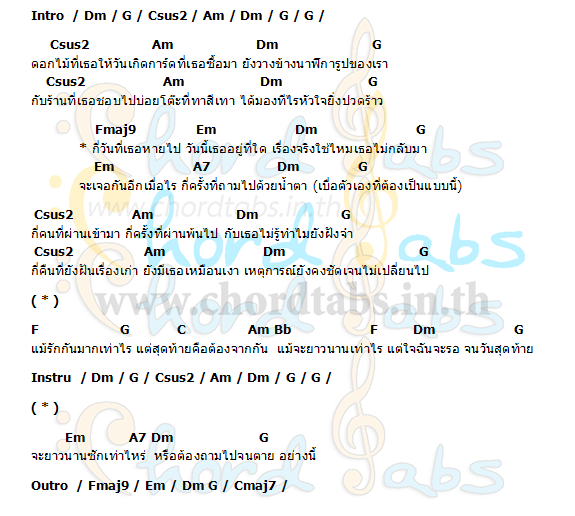 Intro / Dm / G / Csus2 / Am / Dm / G / G /
Csus2 Am Dm G
ดอกไม้ที่เธอให้วันเกิดการ์ดที่เธอซื้อมา ยังวางข้างนาฬิการูปของเรา
Csus2 Am Dm G
กับร้านที่เธอชอบไปบ่อยโต๊ะที่ทาสีเทา ได้มองทีไรหัวใจยิ่งปวดร้าว
Fmaj9 Em Dm G
* กี่วันที่เธอหายไป วันนี้เธออยู่ที่ใด เรื่องจริงใช่ไหมเธอไม่กลับมา
Em A7 Dm G
จะเจอกันอีกเมื่อไร กี่ครั้งที่ถามไปด้วยน้ำตา (เบื่อตัวเองที่ต้องเป็นแบบนี้)
Csus2 Am Dm G
กี่คนที่ผ่านเข้ามา กี่ครั้งที่ผ่านพ้นไป กับเธอไม่รู้ทำไมยังฝังจำ
Csus2 Am Dm G
กี่คืนที่ยังฝันเรื่องเก่า ยังมีเธอเหมือนเงา เหตุการณ์ยังคงชัดเจนไม่เปลี่ยนไป
( * )
F G C Am Bb F Dm G
แม้รักกันมากเท่าไร แต่สุดท้ายคือต้องจากกัน แม้จะยาวนานเท่าไร แต่ใจฉันจะรอ จนวันสุดท้าย
Instru / Dm / G / Csus2 / Am / Dm / G / G /
( * )
Em A7 Dm G
จะยาวนานซักเท่าไหร่ หรือต้องถามไปจนตาย อย่างนี้
Outro / Fmaj9 / Em / Dm G / Cmaj7 /
www.chordtabs.in.th
Chord Tabs
www.chordtabs.in.th